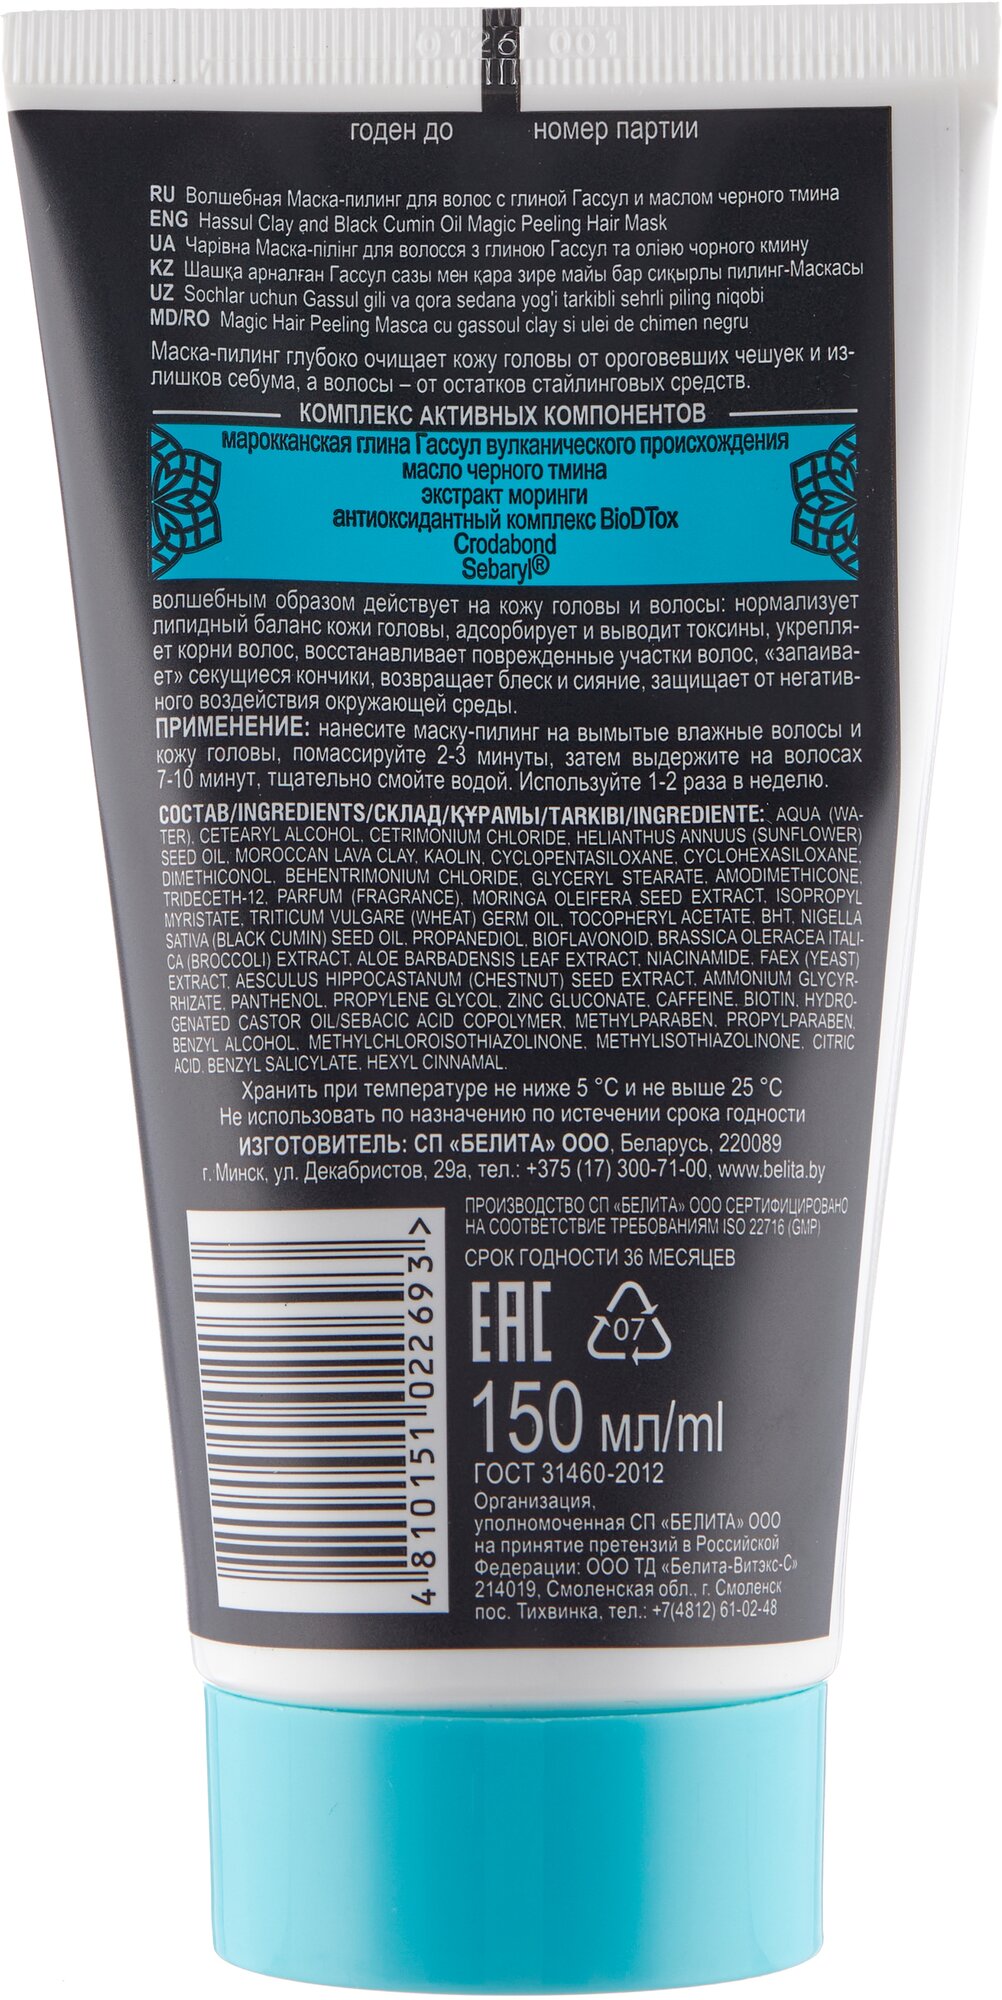 0126 001
годен до номер партии
RU Волшебная Маска-пилинг для волос с глиной Гассул и маслом черного тмина
ENG Hassul Clay and Black Cumin Oil Magic Peeling Hair Mask
UA Чарівна Маска-пілінг для волосся з глиною Гассул та олією чорного кмину
KZ Шашқа арналған Гассул сазы мен қара зире майы бар сиқырлы пилинг-Маскасы
UZ Sochlar uchun Gassul gili va qora sedana yog'i tarkibli sehrli piling niqobi
MD/RO Magic Hair Peeling Masca cu gassoul clay si ulei de chimen negru
Маска-пилинг глубоко очищает кожу головы от ороговевших чешуек и из-
лишков себума, а волосы – от остатков стайлинговых средств.
КОМПЛЕКС АКТИВНЫХ КОМПОНЕНТОВ
марокканская глина Гассул вулканического происхождения
масло черного тмина
экстракт моринги
антиоксидантный комплекс BioDTox
Crodabond
Sebaryl®
волшебным образом действует на кожу головы и волосы: нормализует
липидный баланс кожи головы, адсорбирует и выводит токсины, укрепля-
ет корни волос, восстанавливает поврежденные участки волос, «запаива-
ет» секущиеся кончики, возвращает блеск и сияние, защищает от негатив-
ного воздействия окружающей среды.
ПРИМЕНЕНИЕ: нанесите маску-пилинг на вымытые влажные волосы и
кожу головы, помассируйте 2-3 минуты, затем выдержите на волосах
7-10 минут, тщательно смойте водой. Используйте 1-2 раза в неделю.
СОСТАВ/INGREDIENTS/СКЛАД/ҚҰРАМЫ/TARKIBI/INGREDIENTE: AQUA (WA-
TER), CETEARYL ALCOHOL, CETRIMONIUM CHLORIDE, HELIANTHUS ANNUUS (SUNFLOWER)
SEED OIL, MOROCCAN LAVA CLAY, KAOLIN, CYCLOPENTASILOXANE, CYCLOHEXASILOXANE,
DIMETHICONOL, BEHENTRIMONIUM CHLORIDE, GLYCERYL STEARATE, AMODIMETHICONE,
TRIDECETH-12, PARFUM (FRAGRANCE), MORINGA OLEIFERA SEED EXTRACT, ISOPROPYL
MYRISTATE, TRITICUM VULGARE (WHEAT) GERM OIL, TOCOPHERYL ACETATE, BHT, NIGELLA
SATIVA (BLACK CUMIN) SEED OIL, PROPANEDIOL, BIOFLAVONOID, BRASSICA OLERACEA ITALI-
CA (BROCCOLI) EXTRACT, ALOE BARBADENSIS LEAF EXTRACT, NIACINAMIDE, FAEX (YEAST)
EXTRACT, AESCULUS HIPPOCASTANUM (CHESTNUT) SEED EXTRACT, AMMONIUM GLYCYR-
RHIZATE, PANTHENOL, PROPYLENE GLYCOL, ZINC GLUCONATE, CAFFEINE, BIOTIN, HYDRO-
GENATED CASTOR OIL/SEBACIC ACID COPOLYMER, METHYLPARABEN, PROPYLPARABEN,
BENZYL ALCOHOL, METHYLCHLOROISOTHIAZOLINONE, METHYLISOTHIAZOLINONE, CITRIC
ACID, BENZYL SALICYLATE, HEXYL CINNAMAL.
Хранить при температуре не ниже 5 °C и не выше 25 °C
Не использовать по назначению по истечении срока годности
ИЗГОТОВИТЕЛЬ: СП «БЕЛИТА» ООО, Беларусь, 220089
г. Минск, ул. Декабристов, 29а, тел.: +375 (17) 300-71-00, www.belita.by
ПРОИЗВОДСТВО СП «БЕЛИТА» ООО СЕРТИФИЦИРОВАНО
НА СООТВЕТСТВИЕ ТРЕБОВАНИЯМ ISO 22716 (GMP)
СРОК ГОДНОСТИ 36 МЕСЯЦЕВ
EAC 07
150 мл/ml
ГОСТ 31460-2012
Организация,
уполномоченная СП «БЕЛИТА» ООО
на принятие претензий в Российской
Федерации: ООО ТД «Белита-Витэкс-С»
214019, Смоленская обл., г. Смоленск
пос. Тихвинка, тел.: +7(4812) 61-02-48
4 810151 022693 >